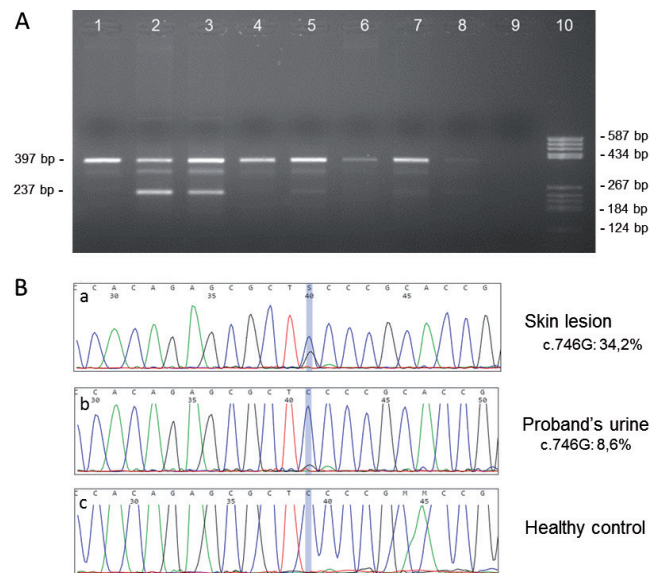 A
1 2 3 4 5 6 7 8 9 10
397 bp -
237 bp -
- 587 bp
- 434 bp
- 267 bp
- 184 bp
- 124 bp
B
C C A C A G A G C G C T S C C C G C A C C G
30 35 40 45
a
Skin lesion
c.746G: 34,2%
C A C A G A G C G C T C C C C G C A C C G
30 35 40 45 50
b
Proband's urine
c.746G: 8,6%
C C A C A G A G C G C T C C C C G M M C C G
30 35 40 45
c
Healthy control